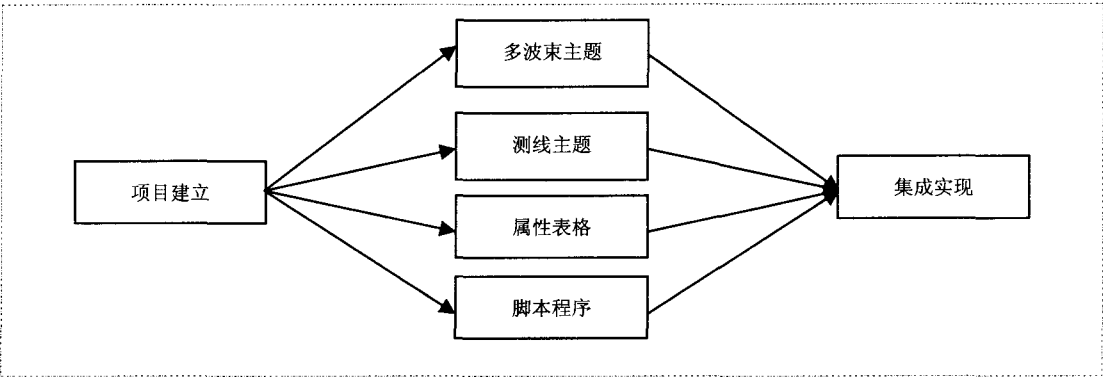 多波束主题
测线主题
项目建立
集成实现
属性表格
脚本程序